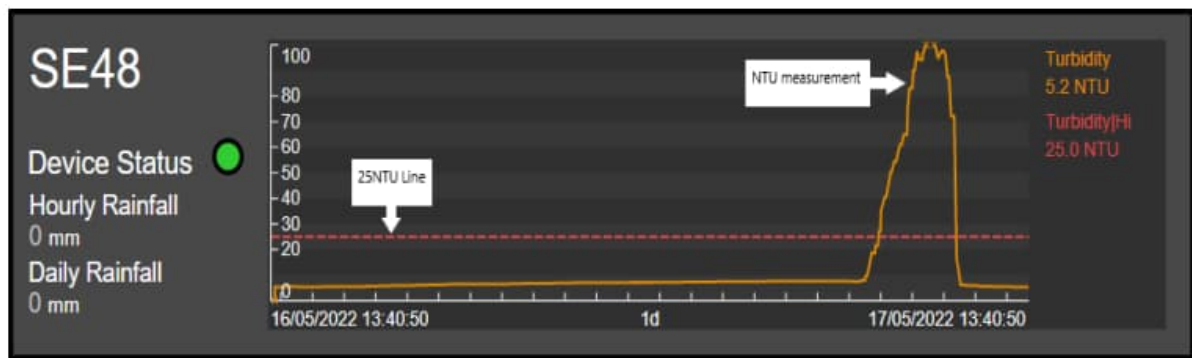 SE48
Device Status
Hourly Rainfall
0 mm
Daily Rainfall
0 mm
100
80
70
60
50
40
30
20
0
25NTU Line
NTU measurement
16/05/2022 13:40:50
1d
17/05/2022 13:40:50
Turbidity
5.2 NTU
Turbidity|Hi
25.0 NTU